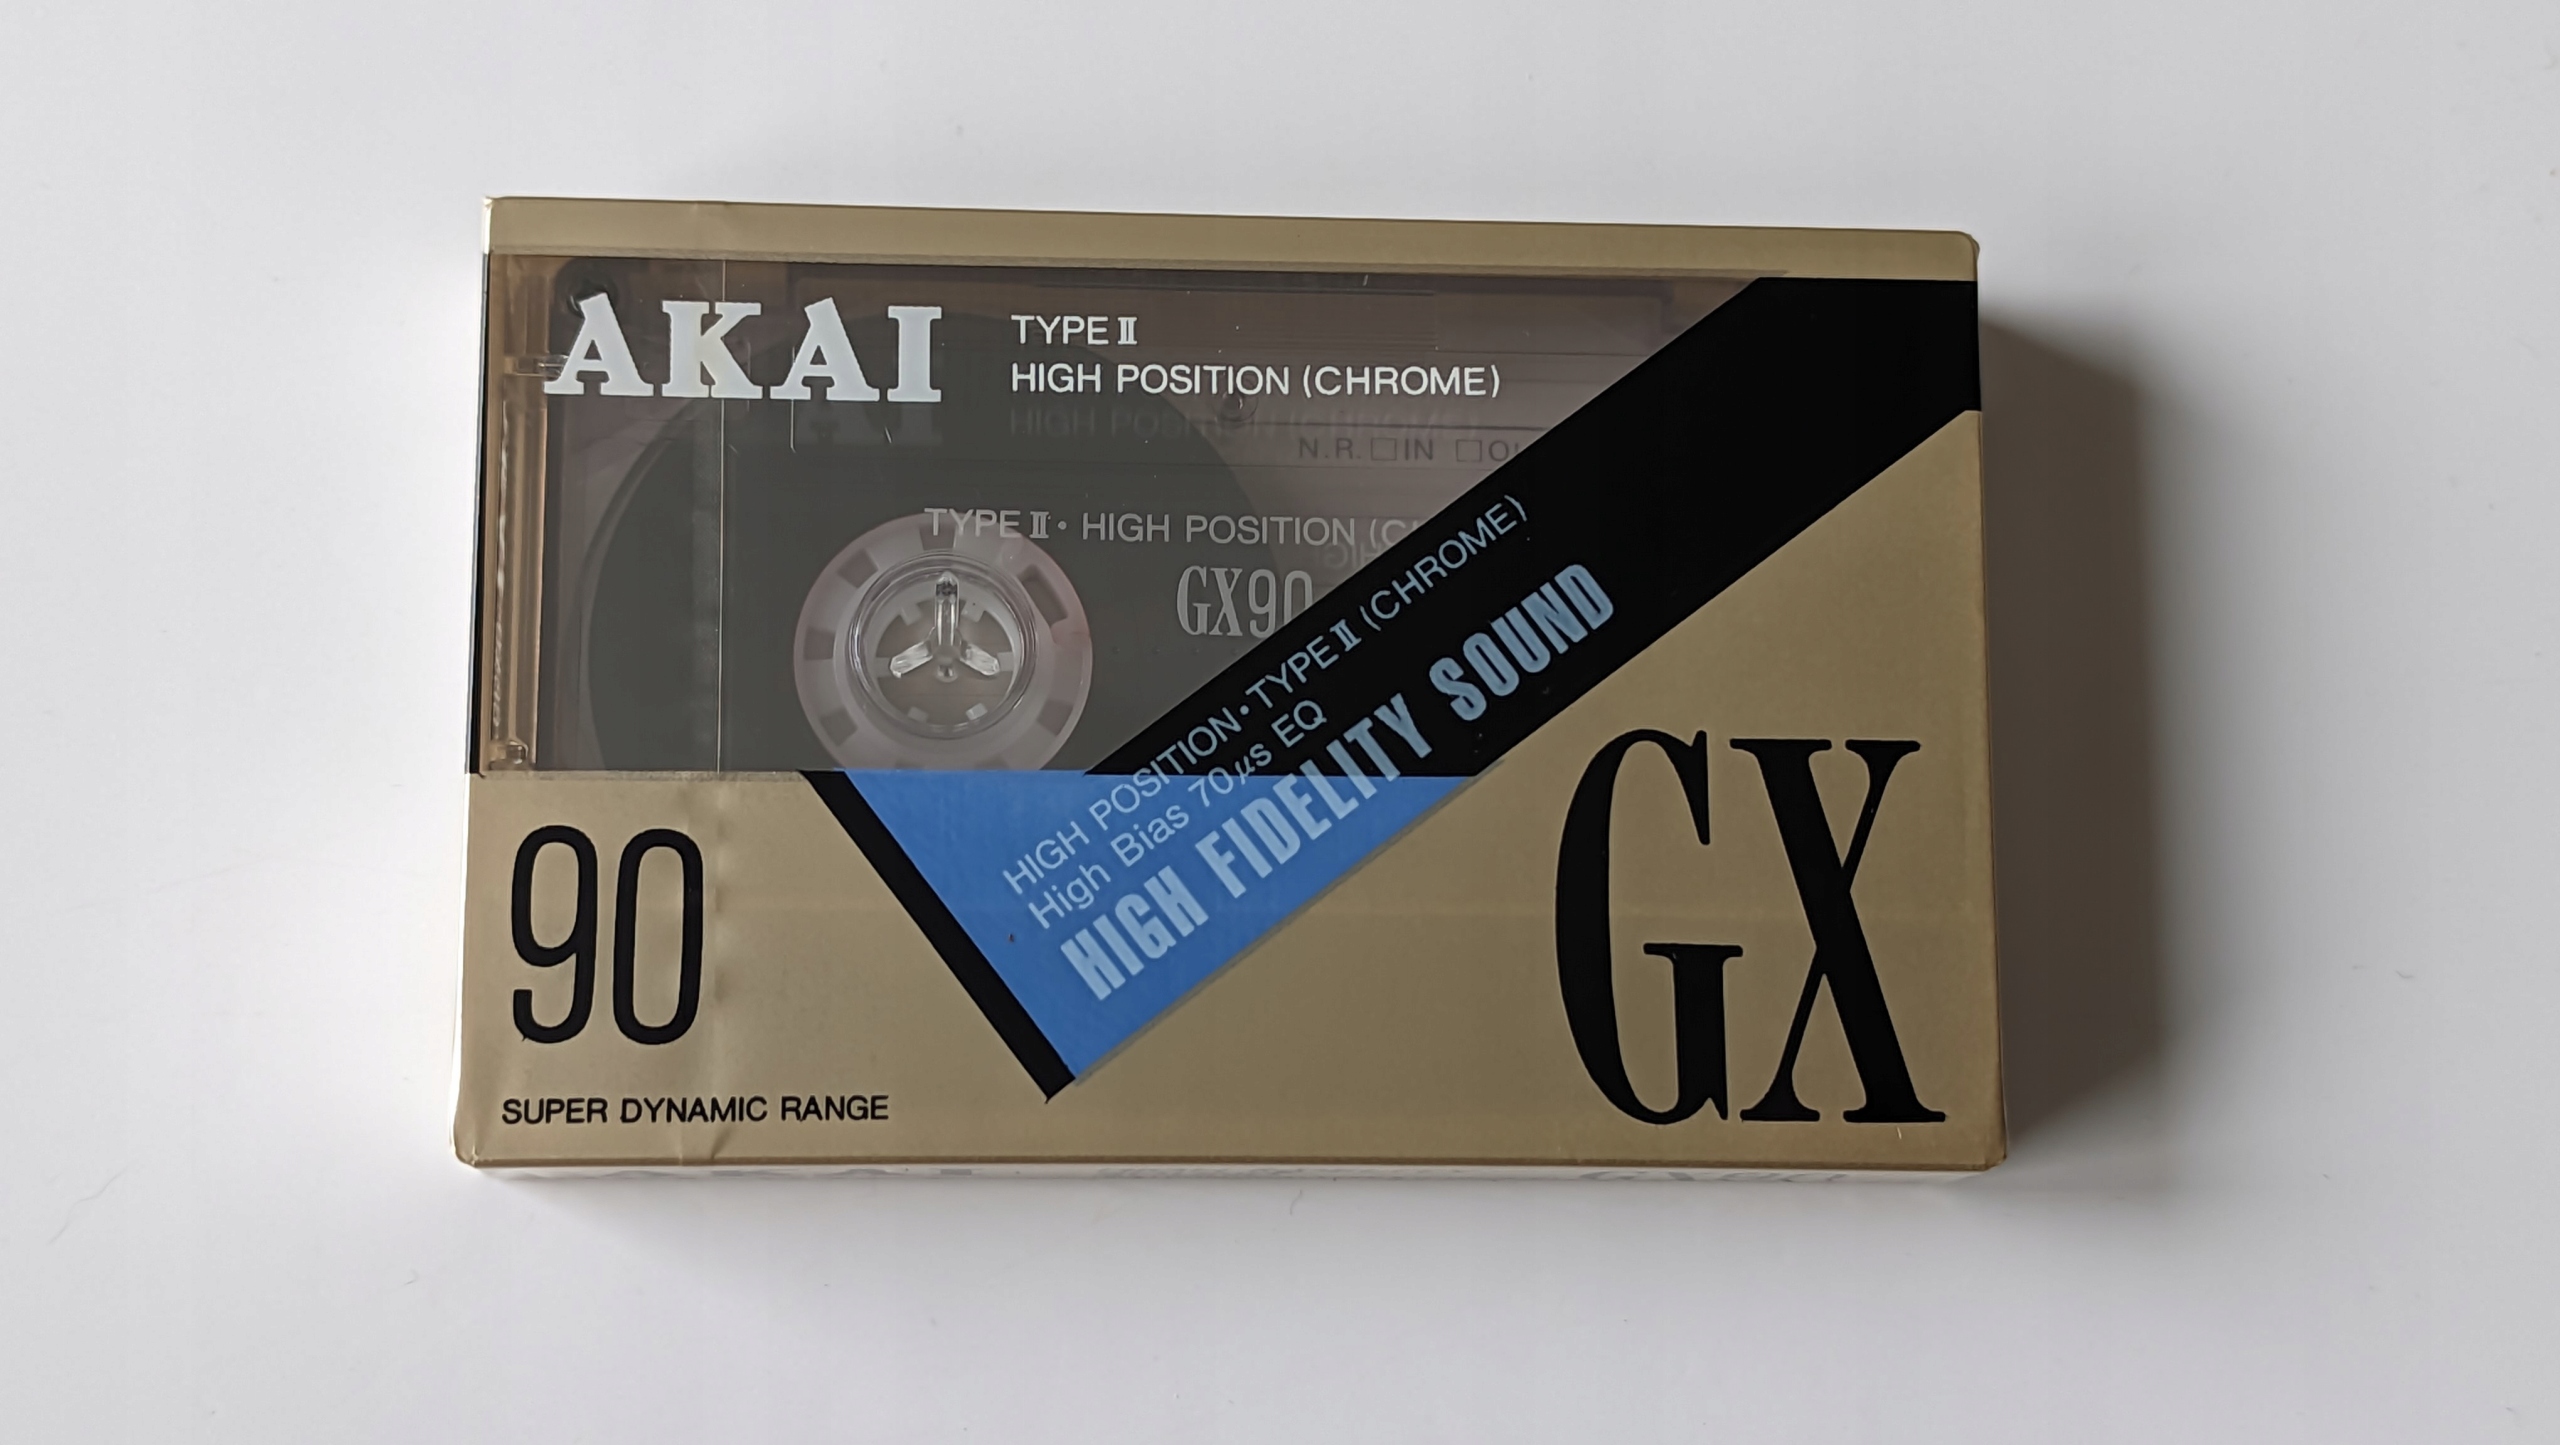 AKAI
TYPE II
HIGH POSITION (CHROME)
N.R. □IN □
TYPE II • HIGH POSITION
GX90
HIGH POSITION • TYPE II (CHROME)
High Bias 70μs EQ
HIGH FIDELITY SOUND
90
GX
SUPER DYNAMIC RANGE